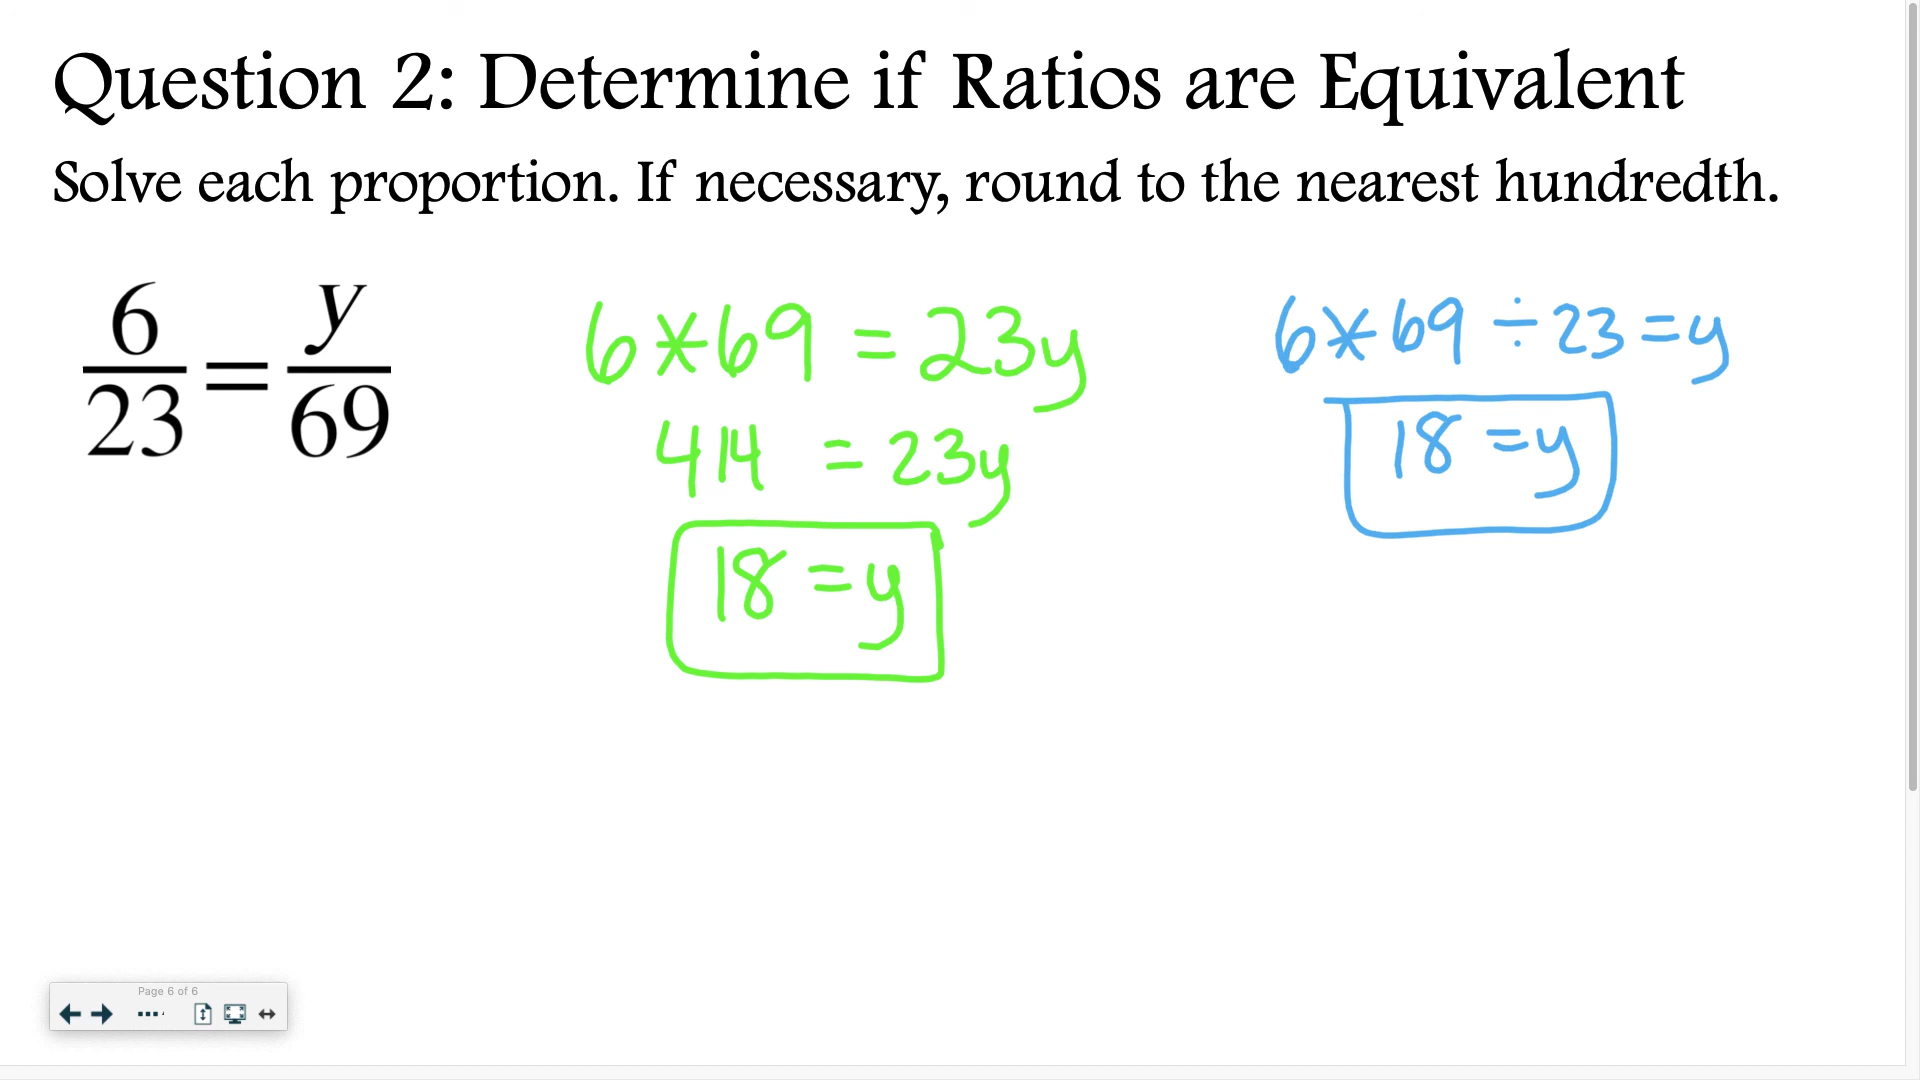 Question 2: Determine if Ratios are Equivalent
Solve each proportion. If necessary, round to the nearest hundredth.
6/23 = y/69
6*69 = 23y
414 = 23y
18 = y
6*69 ÷ 23 = y
18 = y
Page 6 of 6